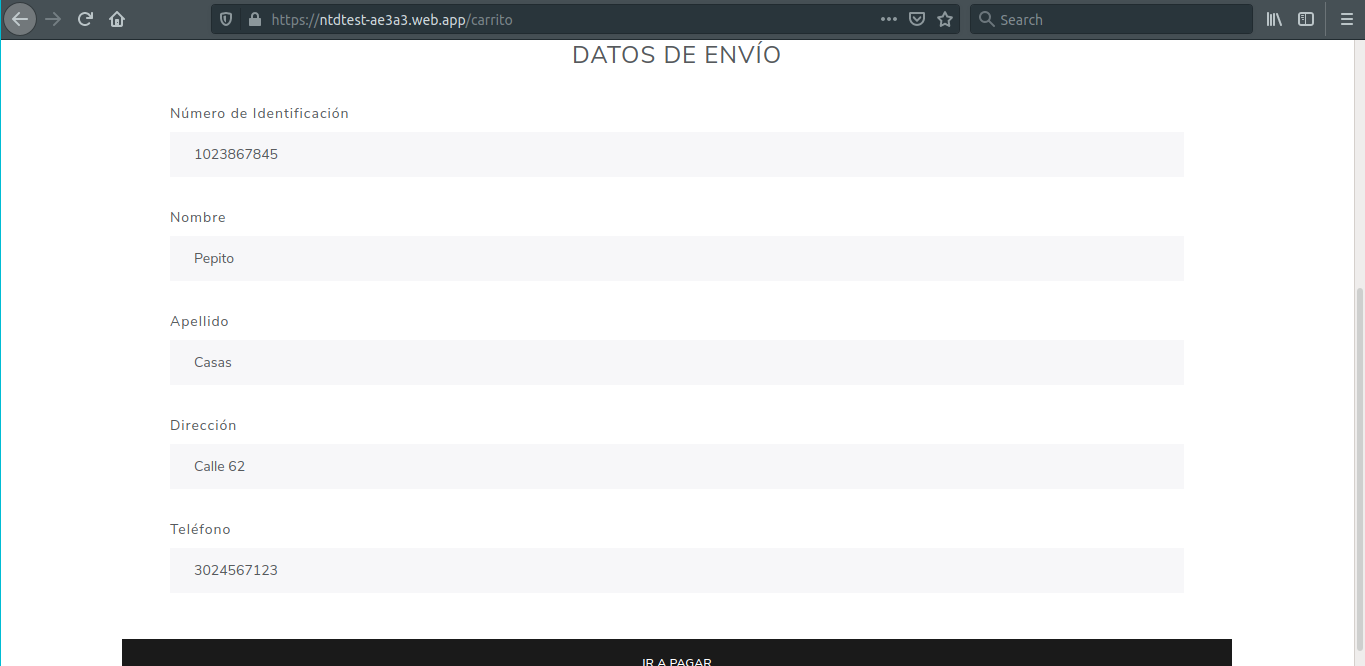 https://ntdtest-ae3a3.web.app/carrito
Search
DATOS DE ENVÍO
Número de Identificación
1023867845
Nombre
Pepito
Apellido
Casas
Dirección
Calle 62
Teléfono
3024567123
IR A PAGAR